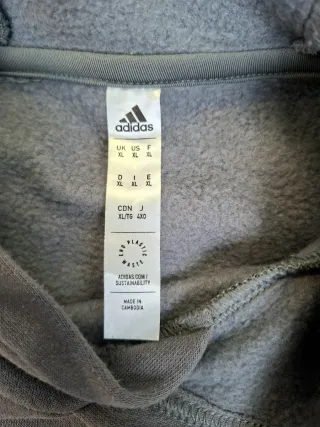 adidas
UK US F
XL XL XL
D I E
XL XL XL
CDN J
XL/TG 4XO
END PLASTIC WASTE
ADIDAS.COM/
SUSTAINABILITY
MADE IN
CAMBODIA